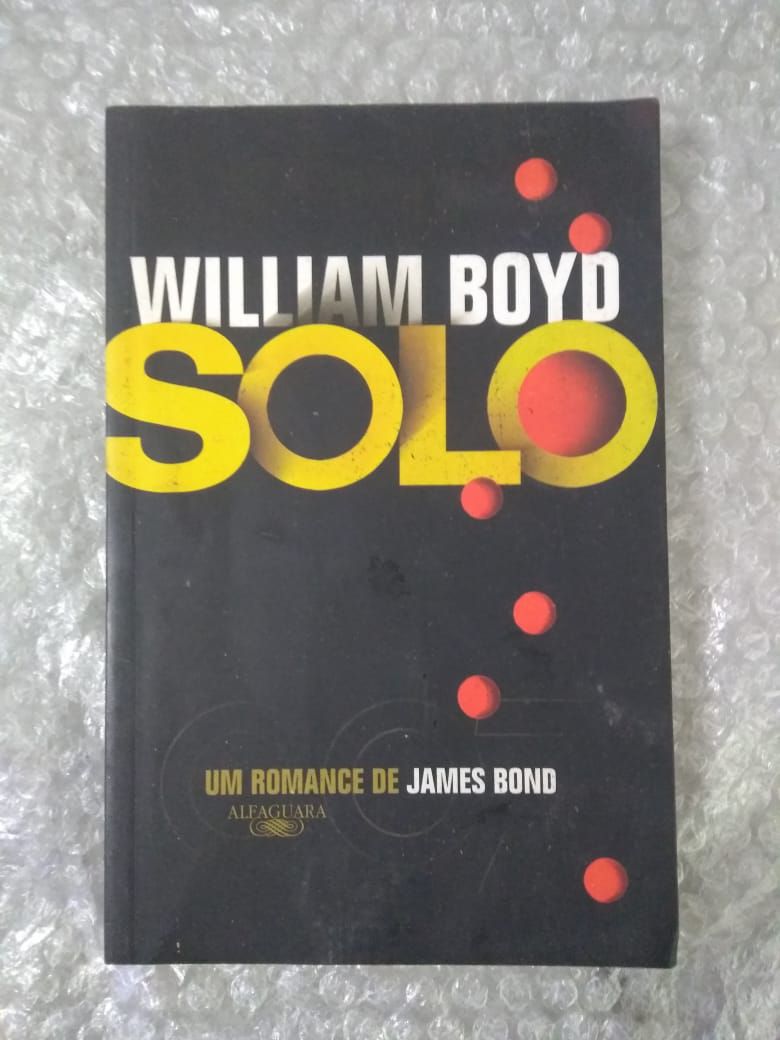 WILLIAM BOYD
SOLO
UM ROMANCE DE JAMES BOND
ALFAGUARA